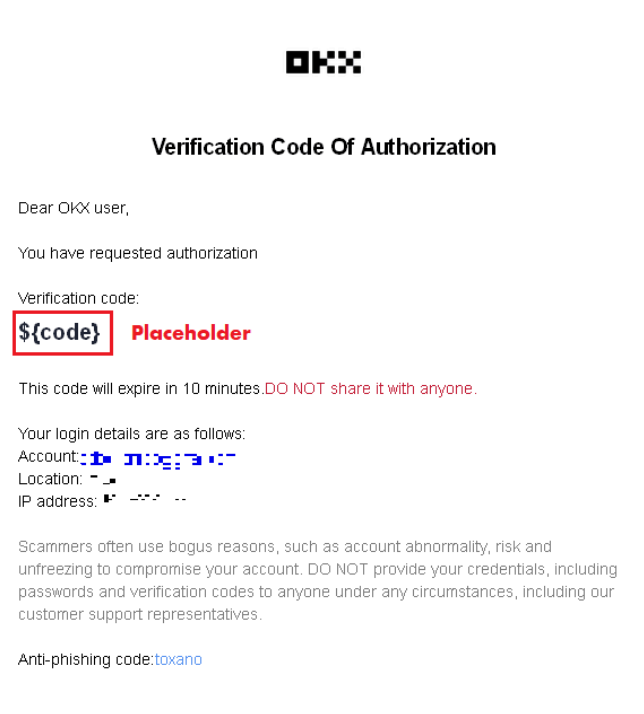 OKX
Verification Code Of Authorization
Dear OKX user,
You have requested authorization
Verification code:
${code} Placeholder
This code will expire in 10 minutes.DO NOT share it with anyone.
Your login details are as follows:
Account:
Location:
IP address:
Scammers often use bogus reasons, such as account abnormality, risk and
unfreezing to compromise your account. DO NOT provide your credentials, including
passwords and verification codes to anyone under any circumstances, including our
customer support representatives.
Anti-phishing code:toxano